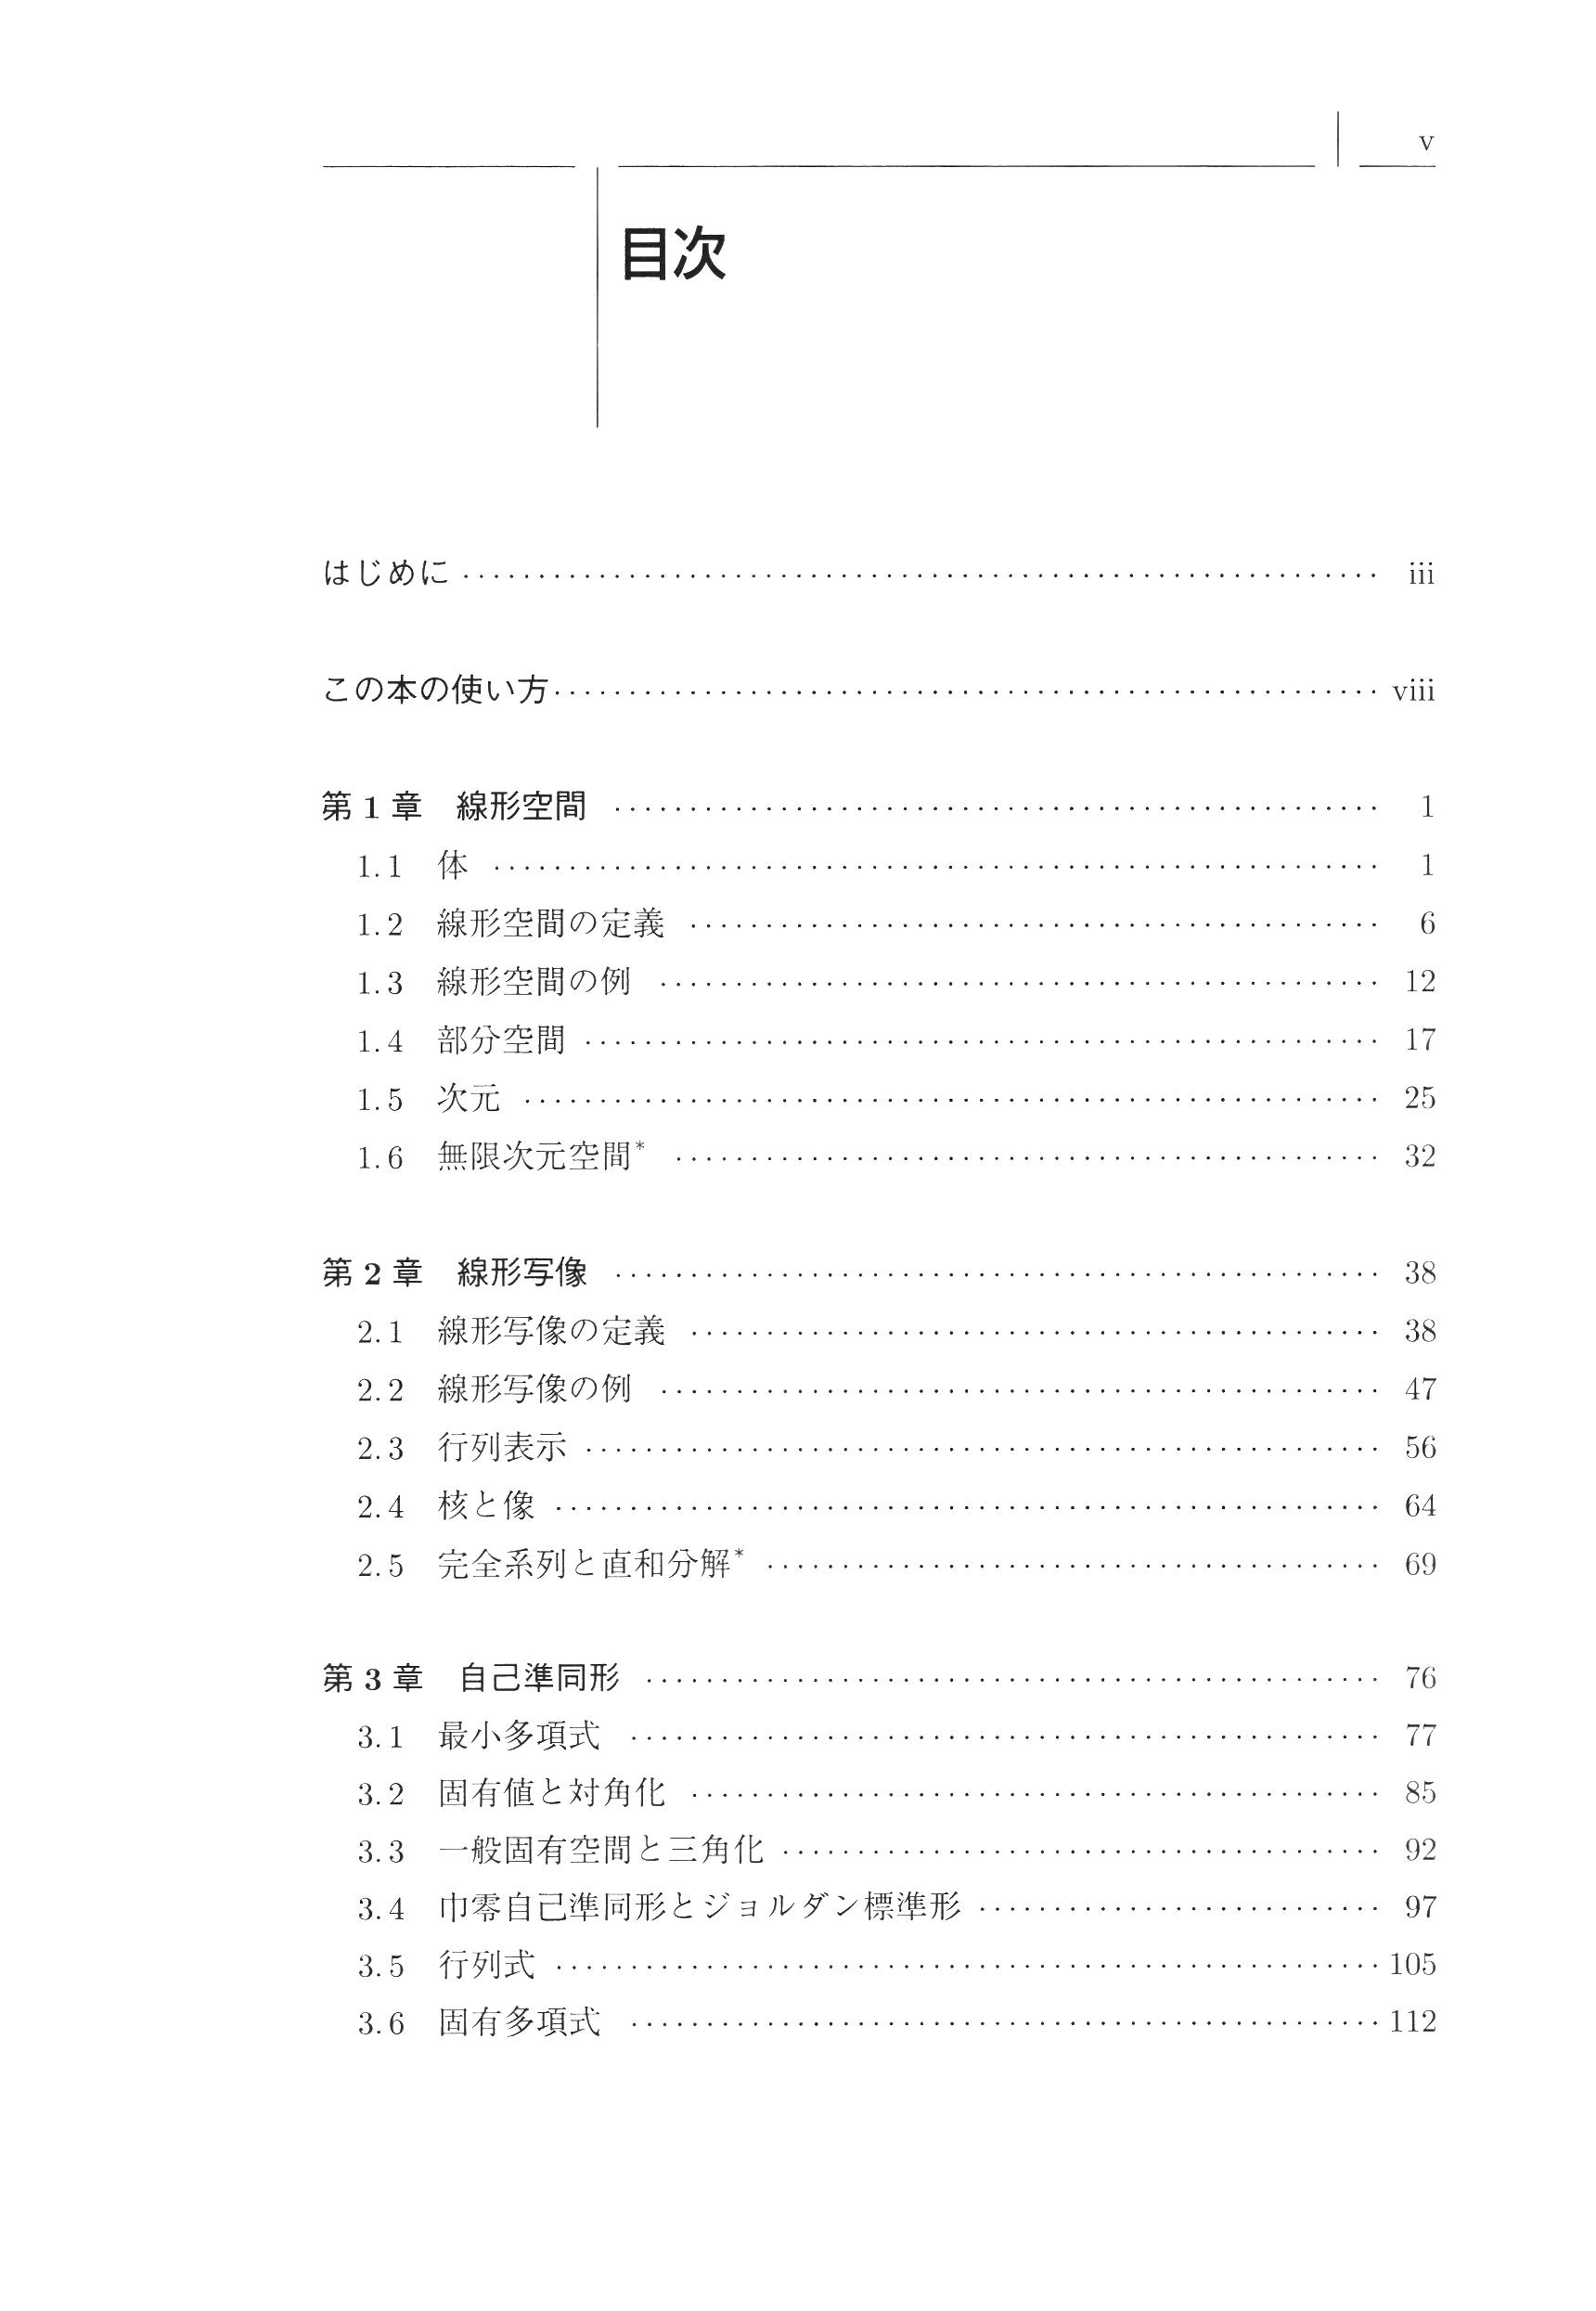 v
目次
はじめに ………………………………………………… iii
この本の使い方………………………………………………… viii
第1章 線形空間 ………………………………………………… 1
1.1 体 ………………………………………………… 1
1.2 線形空間の定義 ………………………………………………… 6
1.3 線形空間の例 ………………………………………………… 12
1.4 部分空間 ………………………………………………… 17
1.5 次元 ………………………………………………… 25
1.6 無限次元空間* ………………………………………………… 32
第2章 線形写像 ………………………………………………… 38
2.1 線形写像の定義 ………………………………………………… 38
2.2 線形写像の例 ………………………………………………… 47
2.3 行列表示 ………………………………………………… 56
2.4 核と像 ………………………………………………… 64
2.5 完全系列と直和分解* ………………………………………………… 69
第3章 自己準同形 ………………………………………………… 76
3.1 最小多項式 ………………………………………………… 77
3.2 固有値と対角化 ………………………………………………… 85
3.3 一般固有空間と三角化 ………………………………………………… 92
3.4 巾零自己準同形とジョルダン標準形 ………………………………………………… 97
3.5 行列式 ………………………………………………… 105
3.6 固有多項式 ………………………………………………… 112